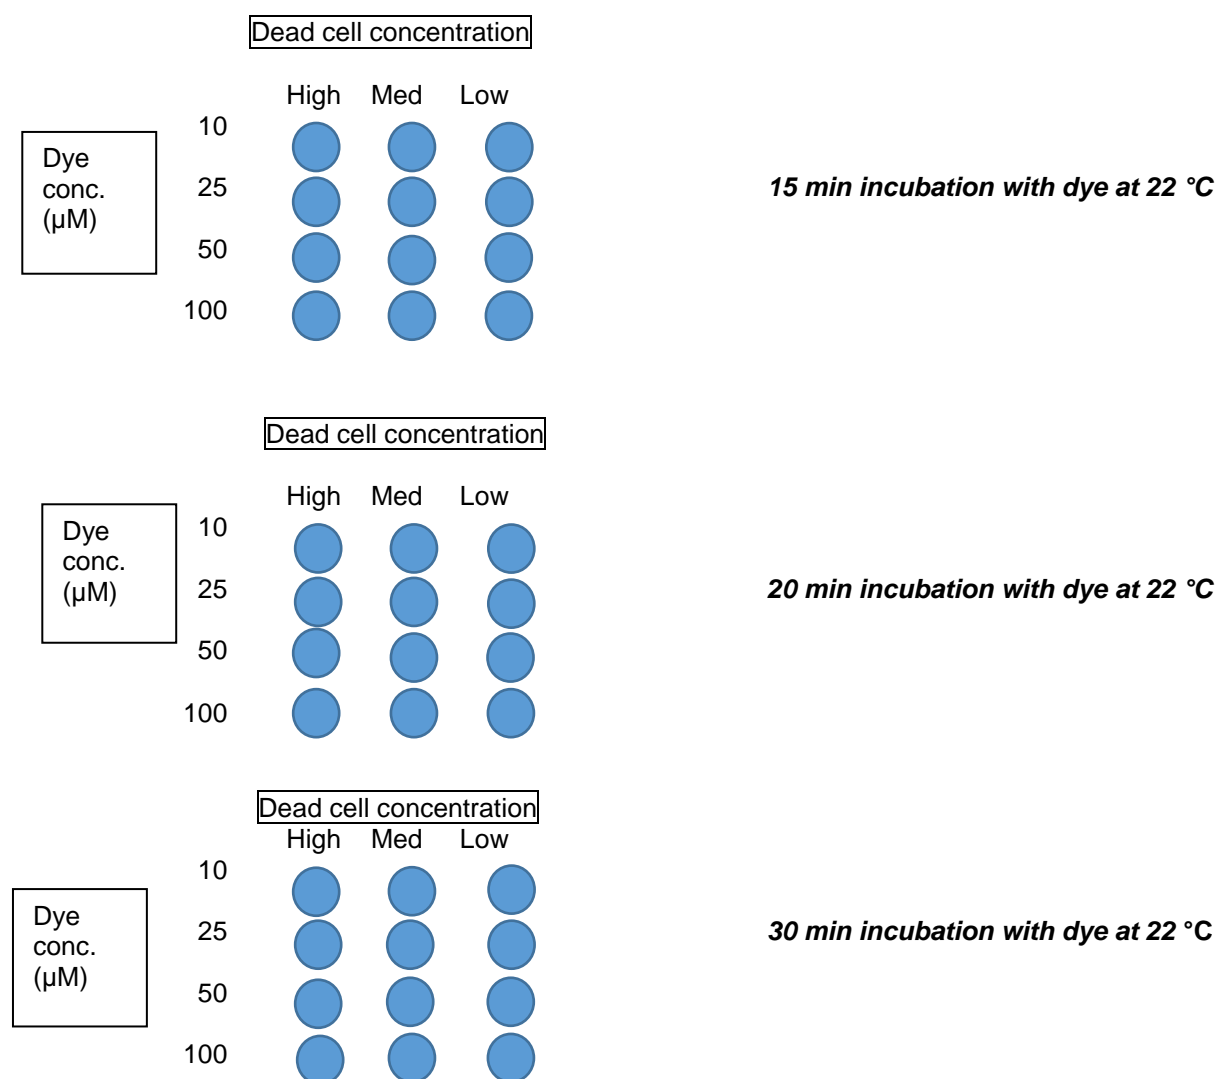 Dead cell concentration
High Med Low
10
Dye
conc.
(µM)
25
15 min incubation with dye at 22 °C
50
100
Dead cell concentration
High Med Low
10
Dye
conc.
(µM)
25
20 min incubation with dye at 22 °C
50
100
Dead cell concentration
High Med Low
10
Dye
conc.
(µM)
25
30 min incubation with dye at 22 °C
50
100